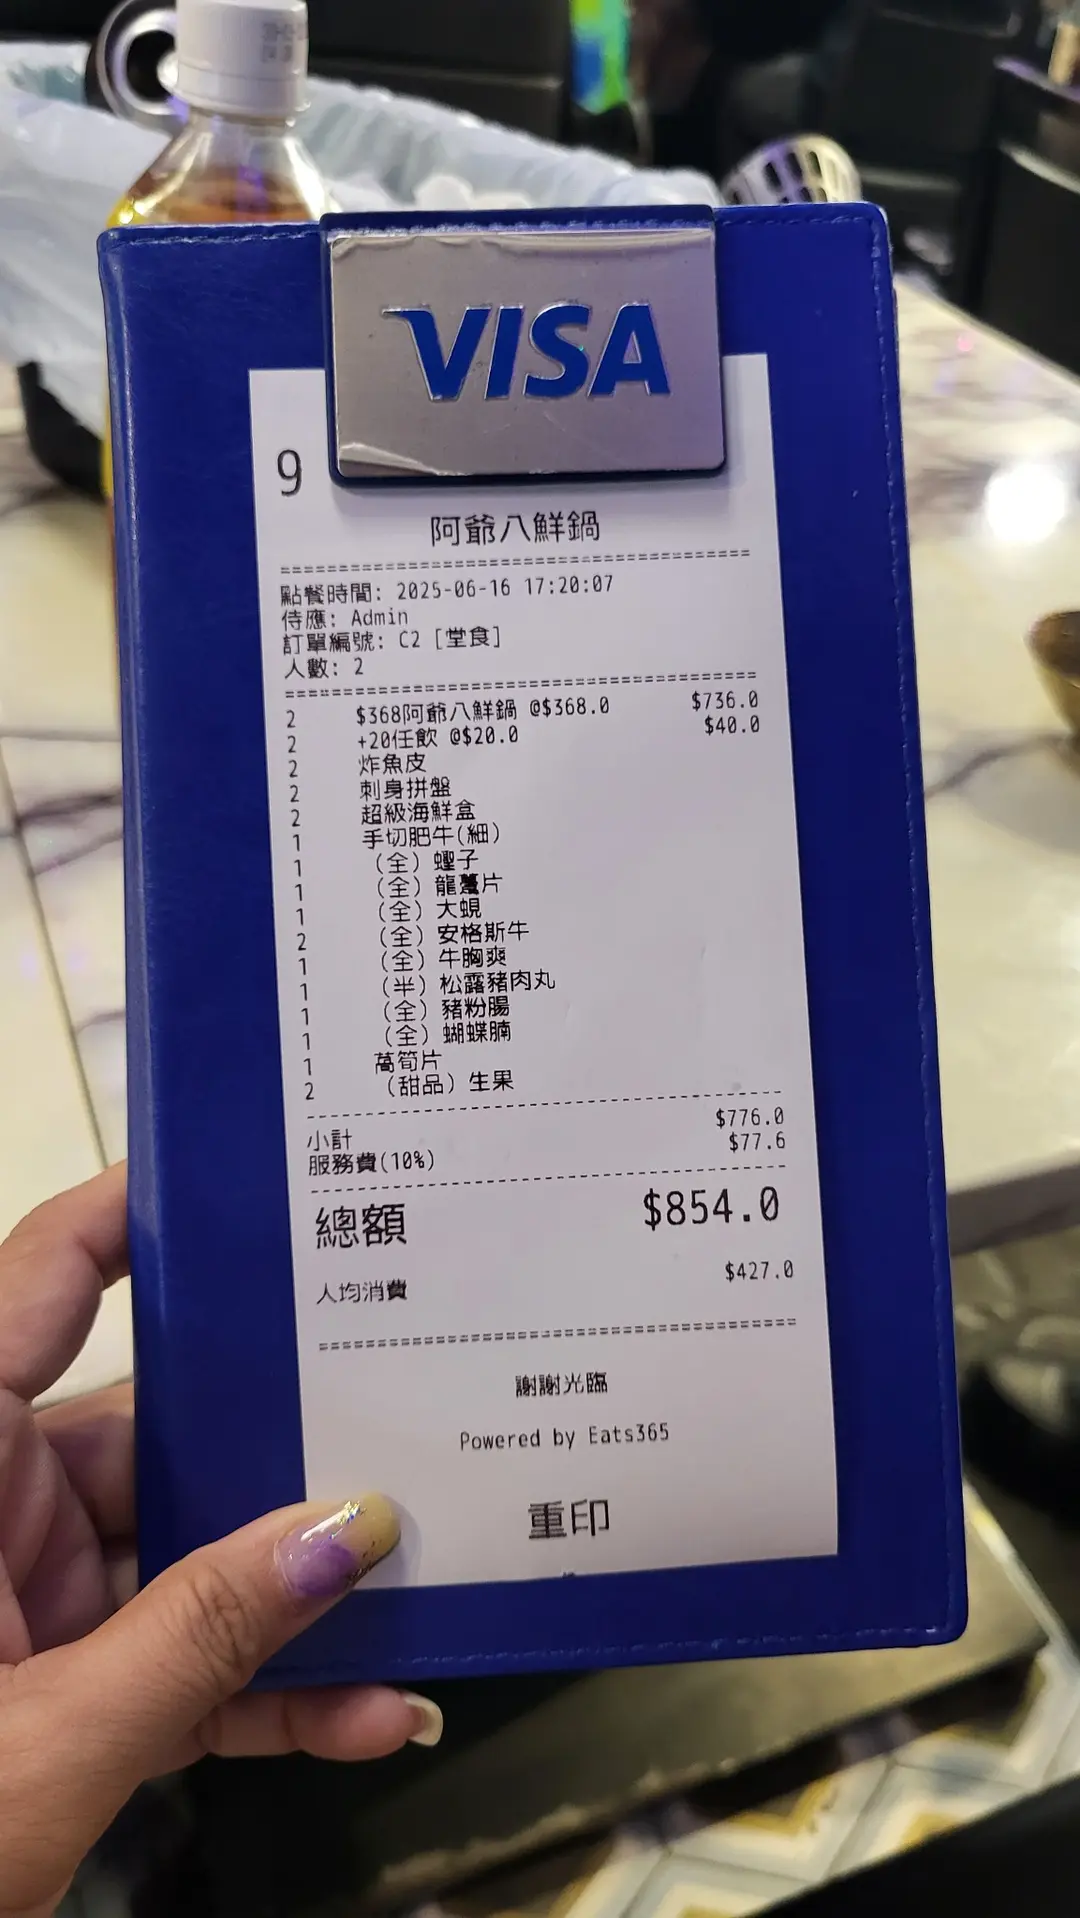 VISA
9
阿爺八鮮鍋
點餐時間: 2025-06-16 17:20:07
侍應: Admin
訂單編號: C2 [堂食]
人數: 2
2 $368阿爺八鮮鍋 @$368.0 $736.0
2 +20任飲 @$20.0 $40.0
2 炸魚皮
2 刺身拼盤
2 超級海鮮盒
1 手切肥牛(細)
1 (全) 蟶子
1 (全) 龍躉片
1 (全) 大蜆
2 (全) 安格斯牛
1 (全) 牛胸爽
1 (半) 松露豬肉丸
1 (全) 豬粉腸
1 (全) 蝴蝶腩
1 萵筍片
2 (甜品) 生果
小計 $776.0
服務費(10%) $77.6
總額 $854.0
人均消費 $427.0
謝謝光臨
Powered by Eats365
重印